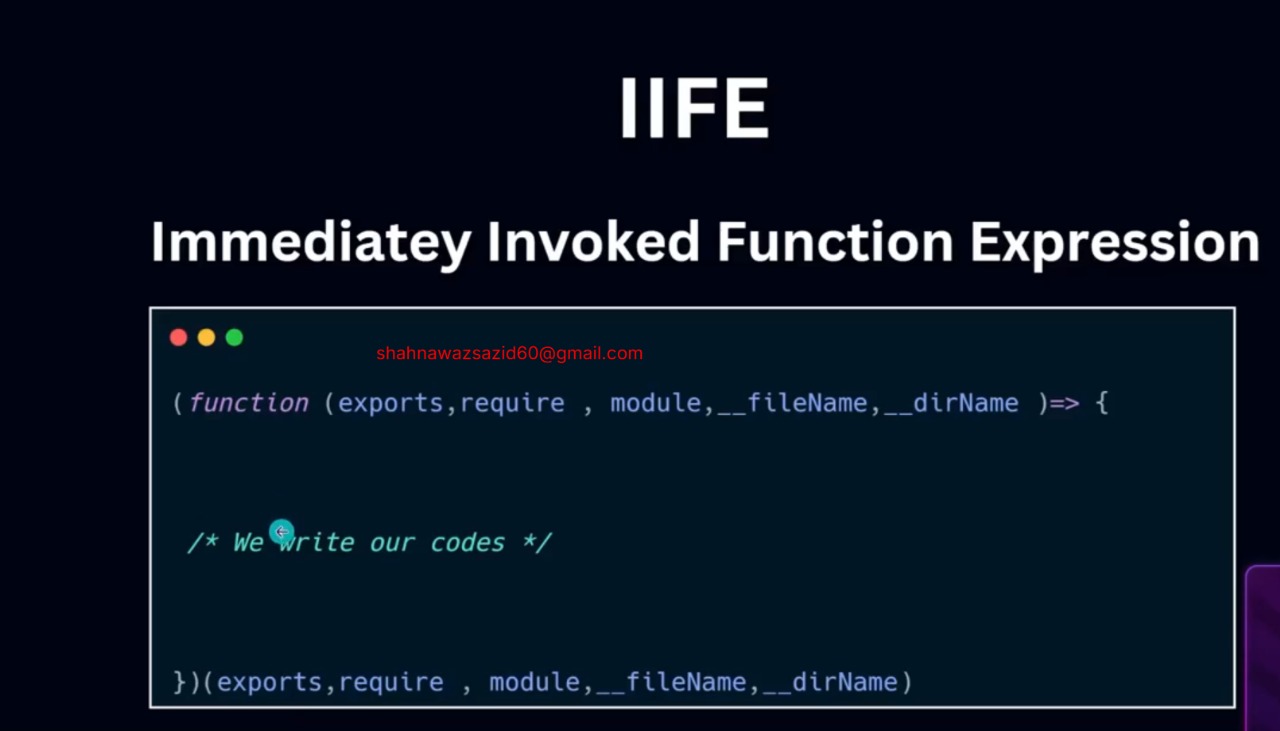 IIFE
Immediatey Invoked Function Expression
shahnawazsazid60@gmail.com
(function (exports,require , module,__fileName,__dirName )=> {
/* We write our codes */
})(exports,require , module,__fileName,__dirName)